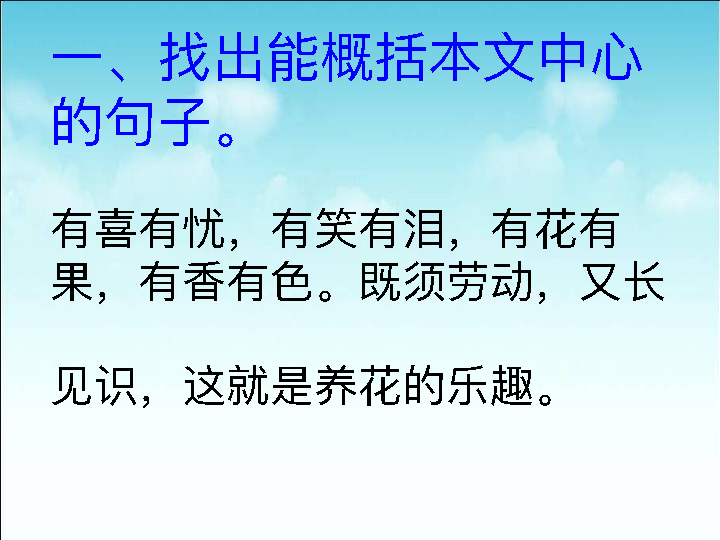 一、找出能概括本文中心
的句子。
有喜有忧，有笑有泪，有花有
果，有香有色。既须劳动，又长
见识，这就是养花的乐趣。